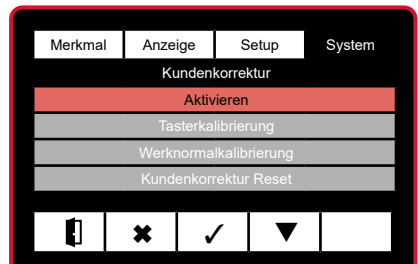 Merkmal Anzeige Setup System
Kundenkorrektur
Aktivieren
Tasterkalibrierung
Werknormalkalibrierung
Kundenkorrektur Reset